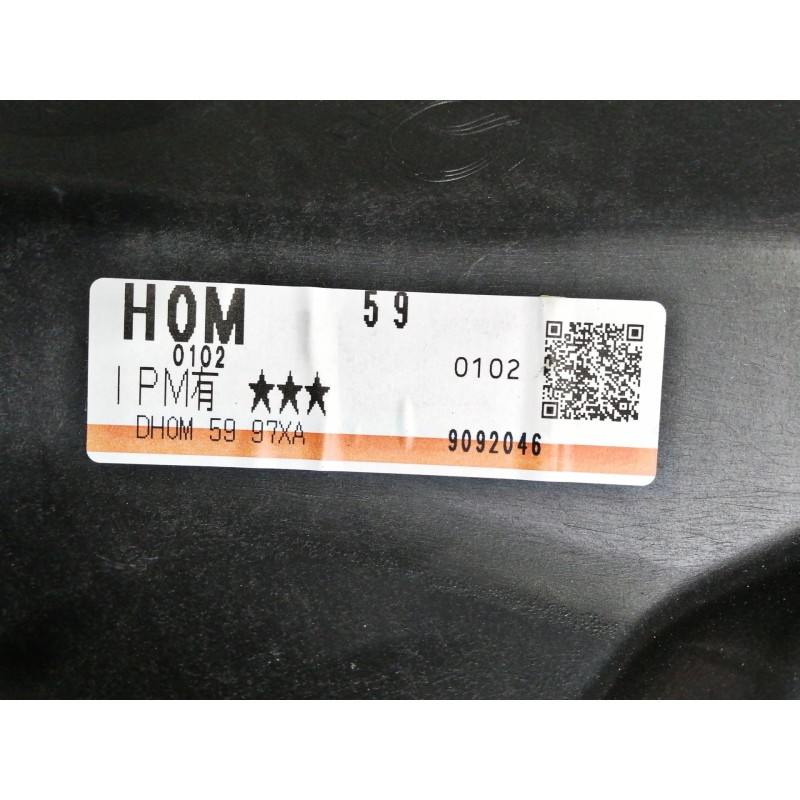 HOM 59
0102 0102
IPM有 ★★★
DHOM 59 97XA 9092046